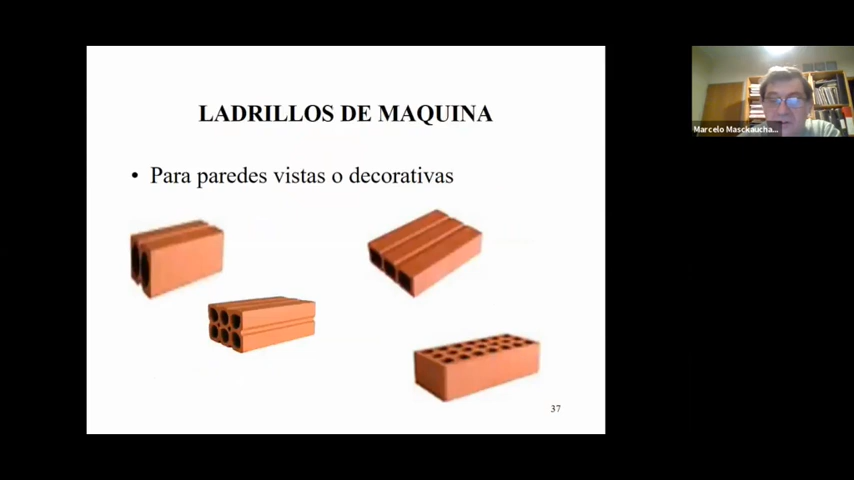 LADRILLOS DE MAQUINA
• Para paredes vistas o decorativas
37
Marcelo Masckaucha...